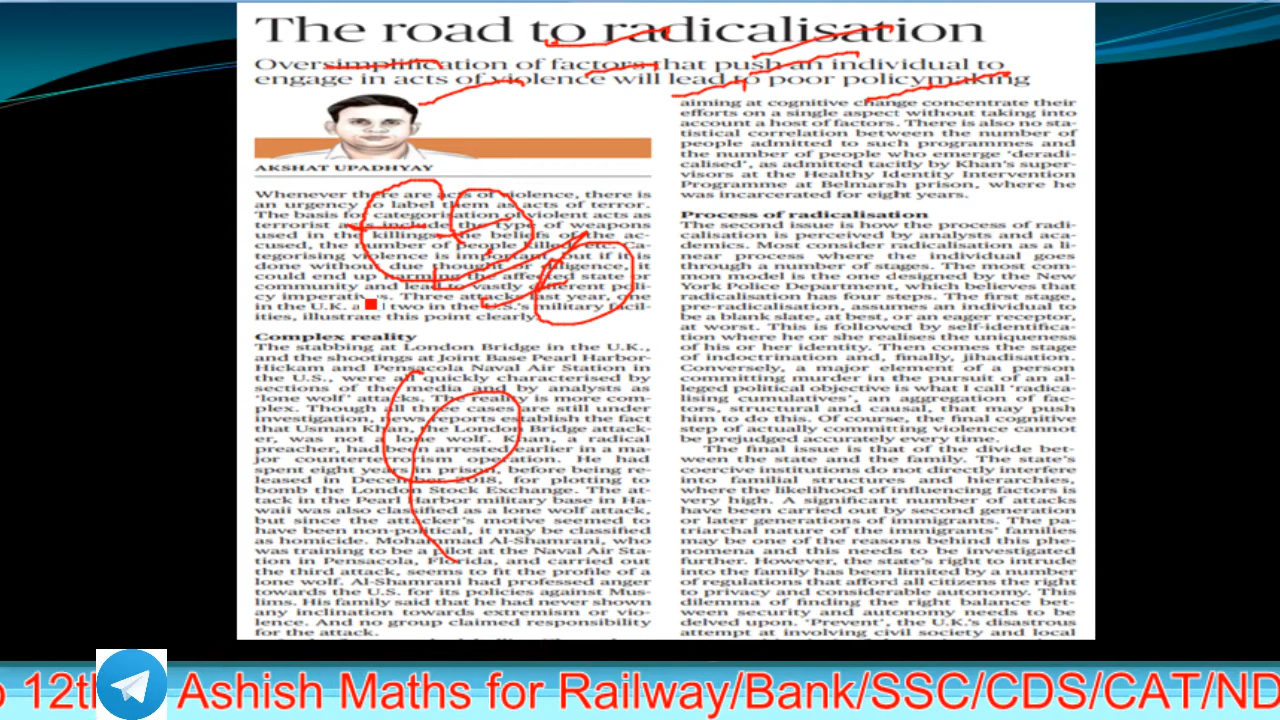 The road to radicalisation
Oversimplification of factors that push an individual to
engage in acts of violence will lead to poor policymaking
AKSHAT UPADHYAY
Whenever there are acts of violence, there is
an urgency to label them as acts of terror.
The basis for categorisation of violent acts as
terrorist acts include the type of weapons
used in the killings, the beliefs of the ac-
cused, the number of people killed, etc. Ca-
tegorising violence is important, but if it is
done without due thought or diligence, it
could end up harming the affected state or
community and lead to vastly different poli-
cy imperatives. Three attacks last year, one
in the U.K. a two in the U.S.'s military facil-
ities, illustrate this point clearly.
Complex reality
The stabbing at London Bridge in the U.K.,
and the shootings at Joint Base Pearl Harbor-
Hickam and Pensacola Naval Air Station in
the U.S., were all quickly characterised by
sections of the media and by analysts as
'lone wolf' attacks. The reality is more com-
plex. Though all three cases are still under
investigation, news reports establish the fact
that Usman Khan, the London Bridge attack-
er, was not a lone wolf. Khan, a radical
preacher, had been arrested earlier in a ma-
jor counterterrorism operation. He had
spent eight years in prison, before being re-
leased in December 2018, for plotting to
bomb the London Stock Exchange. The at-
tack in the Pearl Harbor military base in Ha-
waii was also classified as a lone wolf attack,
but since the attacker's motive seemed to
have been non-political, it may be classified
as homicide. Mohammad Al-Shamrani, who
was training to be a pilot at the Naval Air Sta-
tion in Pensacola, Florida, and carried out
the third attack, seems to fit the profile of a
lone wolf. Al-Shamrani had professed anger
towards the U.S. for its policies against Mus-
lims. His family said that he had never shown
any inclination towards extremism or vio-
lence. And no group claimed responsibility
for the attack.
aiming at cognitive change concentrate their
efforts on a single aspect without taking into
account a host of factors. There is also no sta-
tistical correlation between the number of
people admitted to such programmes and
the number of people who emerge 'deradi-
calised', as admitted tacitly by Khan's super-
visors at the Healthy Identity Intervention
Programme at Belmarsh prison, where he
was incarcerated for eight years.
Process of radicalisation
The second issue is how the process of radi-
calisation is perceived by analysts and aca-
demics. Most consider radicalisation as a li-
near process where the individual goes
through a number of stages. The most com-
mon model is the one designed by the New
York Police Department, which believes that
radicalisation has four steps. The first stage,
pre-radicalisation, assumes an individual to
be a blank slate, at best, or an eager receptor,
at worst. This is followed by self-identifica-
tion where he or she realises the uniqueness
of his or her identity. Then comes the stage
of indoctrination and, finally, jihadisation.
Conversely, a major element of a person
committing murder in the pursuit of an al-
leged political objective is what I call 'radica-
lising cumulatives', an aggregation of fac-
tors, structural and causal, that may push
him to do this. Of course, the final cognitive
step of actually committing violence cannot
be prejudged accurately every time.
The final issue is that of the divide bet-
ween the state and the family. The state's
coercive institutions do not directly interfere
into familial structures and hierarchies,
where the likelihood of influencing factors is
very high. A significant number of attacks
have been carried out by second generation
or later generations of immigrants. The pa-
triarchal nature of the immigrants' families
may be one of the reasons behind this phe-
nomena and this needs to be investigated
further. However, the state's right to intrude
into the family has been limited by a number
of regulations that afford all citizens the right
to privacy and considerable autonomy. This
dilemma of finding the right balance bet-
ween security and autonomy needs to be
delved upon. 'Prevent', the U.K.'s disastrous
attempt at involving civil society and local
12th Ashish Maths for Railway/Bank/SSC/CDS/CAT/ND